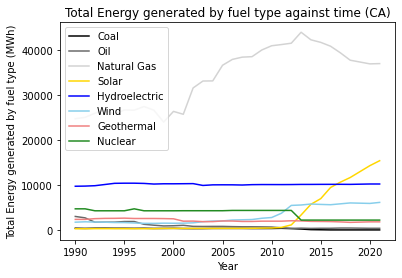 Total Energy generated by fuel type against time (CA)
Total Energy generated by fuel type (MWh)
40000
30000
20000
10000
0
Coal
Oil
Natural Gas
Solar
Hydroelectric
Wind
Geothermal
Nuclear
1990 1995 2000 2005 2010 2015 2020
Year